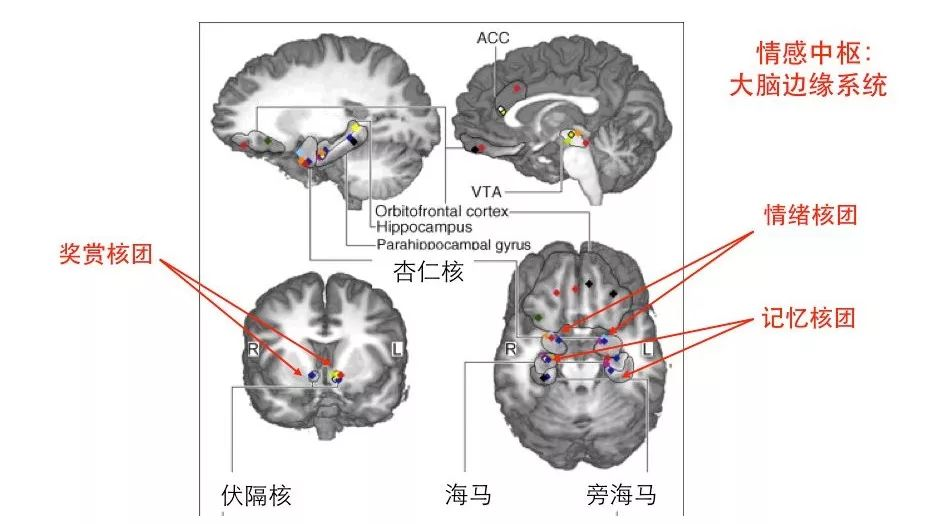 ACC
情感中枢:
大脑边缘系统
VTA
Orbitofrontal cortex
Hippocampus
Parahippocampal gyrus
杏仁核
情绪核团
奖赏核团
记忆核团
R
L
R
L
伏隔核
海马
旁海马